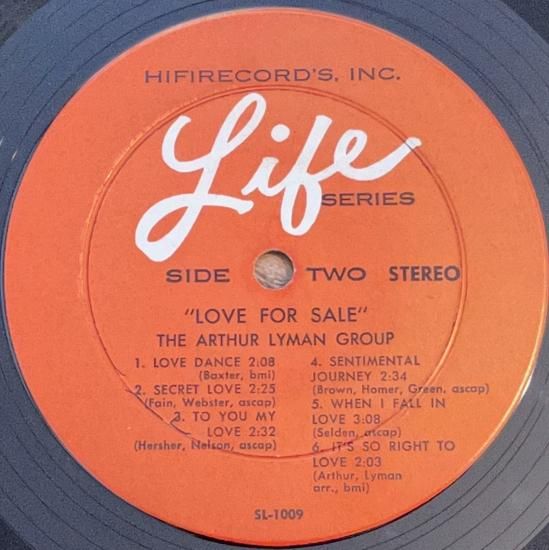 HIFIRECORD'S, INC.
Life
SERIES
SIDE TWO STEREO
"LOVE FOR SALE"
THE ARTHUR LYMAN GROUP
1. LOVE DANCE 2:08
(Baxter, bmi)
2. SECRET LOVE 2:25
(Fain, Webster, ascap)
3. TO YOU MY
LOVE 2:32
(Hersher, Nelson, ascap)
4. SENTIMENTAL
JOURNEY 2:34
(Brown, Homer, Green, ascap)
5. WHEN I FALL IN
LOVE 3:08
(Selden, ascap)
6. IT'S SO RIGHT TO
LOVE 2:03
(Arthur, Lyman
arr., bmi)
SL-1009